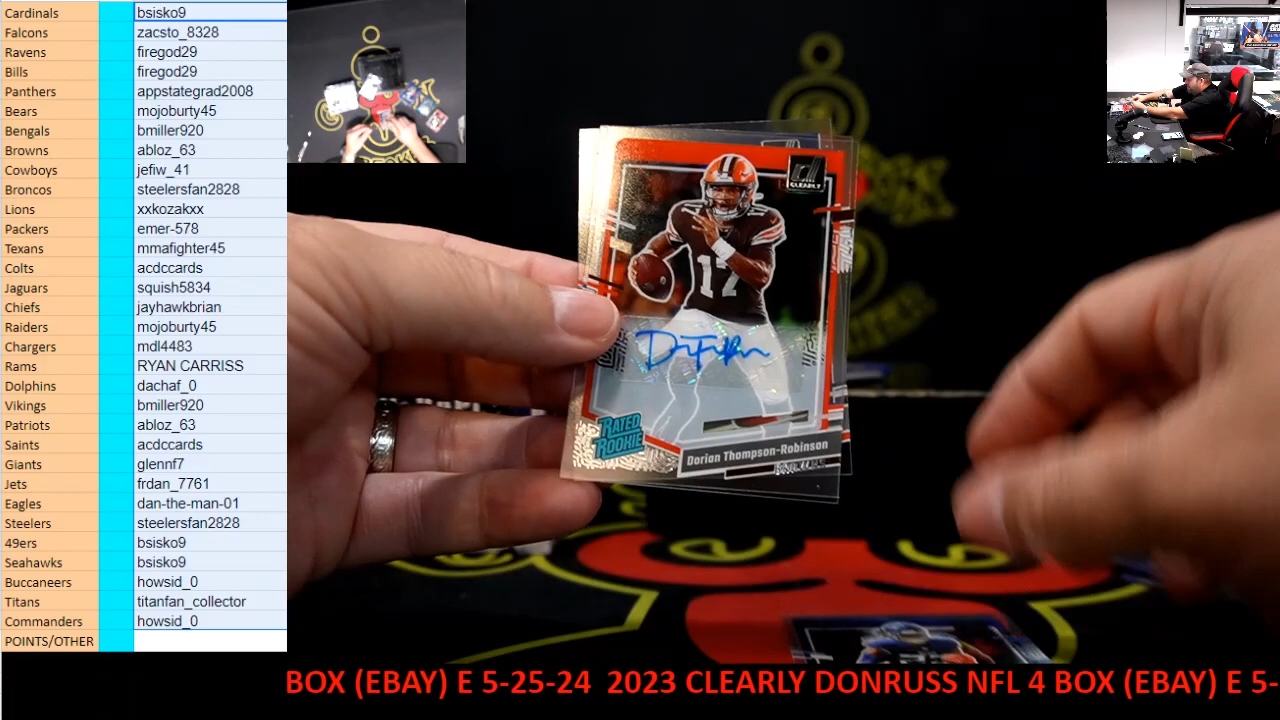 Cardinals bsisko9
Falcons zacsto_8328
Ravens firegod29
Bills firegod29
Panthers appstategrad2008
Bears mojoburty45
Bengals bmiller920
Browns abloz_63
Cowboys jefiw_41
Broncos steelersfan2828
Lions xxkozakxx
Packers emer-578
Texans mmafighter45
Colts acdccards
Jaguars squish5834
Chiefs jayhawkbrian
Raiders mojoburty45
Chargers mdl4483
Rams RYAN CARRISS
Dolphins dachaf_0
Vikings bmiller920
Patriots abloz_63
Saints acdccards
Giants glennf7
Jets frdan_7761
Eagles dan-the-man-01
Steelers steelersfan2828
49ers bsisko9
Seahawks bsisko9
Buccaneers howsid_0
Titans titanfan_collector
Commanders howsid_0
POINTS/OTHER
CLEARLY
17
17
RATED
ROOKIE
Dorian Thompson-Robinson
BOX (EBAY) E 5-25-24 2023 CLEARLY DONRUSS NFL 4 BOX (EBAY) E 5-